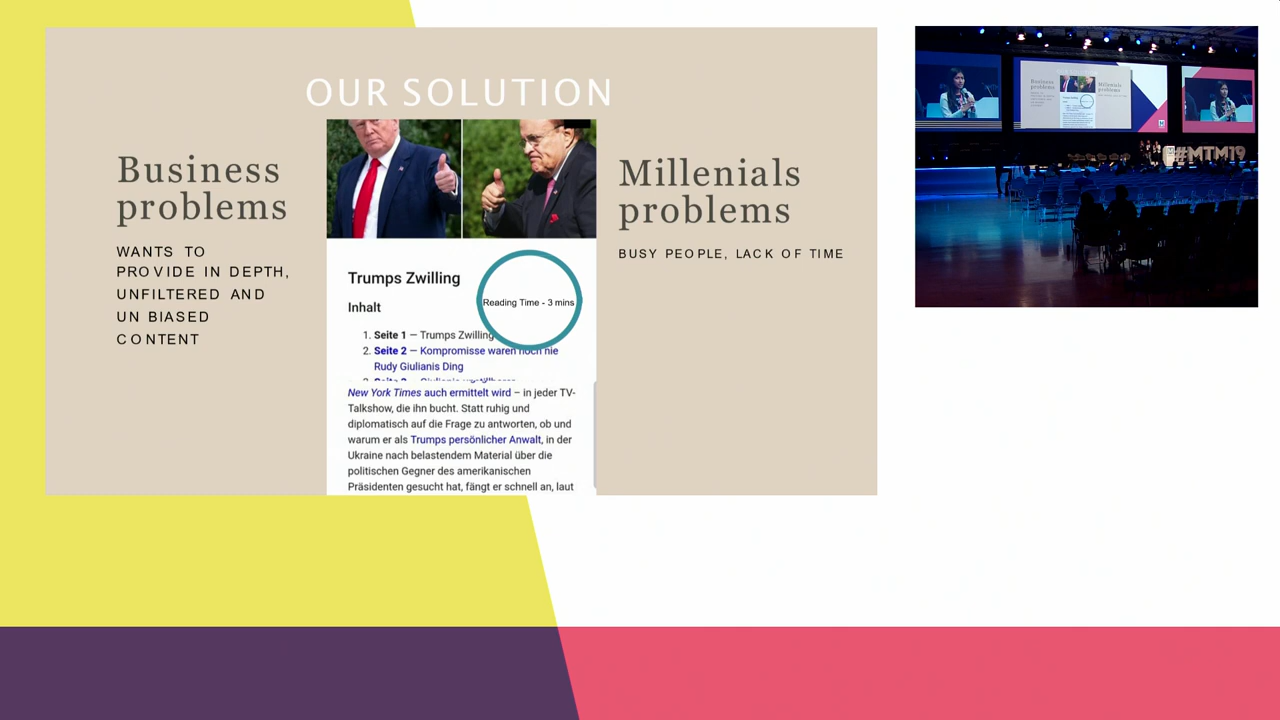 OUR SOLUTION
Business
problems
WANTS TO
PROVIDE IN DEPTH,
UNFILTERED AND
UN BIASED
CONTENT
Trumps Zwilling
Inhalt
Reading Time - 3 mins
1. Seite 1 — Trumps Zwilling
2. Seite 2 — Kompromisse waren noch nie
Rudy Giulianis Ding
New York Times auch ermittelt wird – in jeder TV-
Talkshow, die ihn bucht. Statt ruhig und
diplomatisch auf die Frage zu antworten, ob und
warum er als Trumps persönlicher Anwalt, in der
Ukraine nach belastendem Material über die
politischen Gegner des amerikanischen
Präsidenten gesucht hat, fängt er schnell an, laut
Millenials
problems
BUSY PEOPLE, LACK OF TIME
Business
problems
Millenials
problems
#MTM19